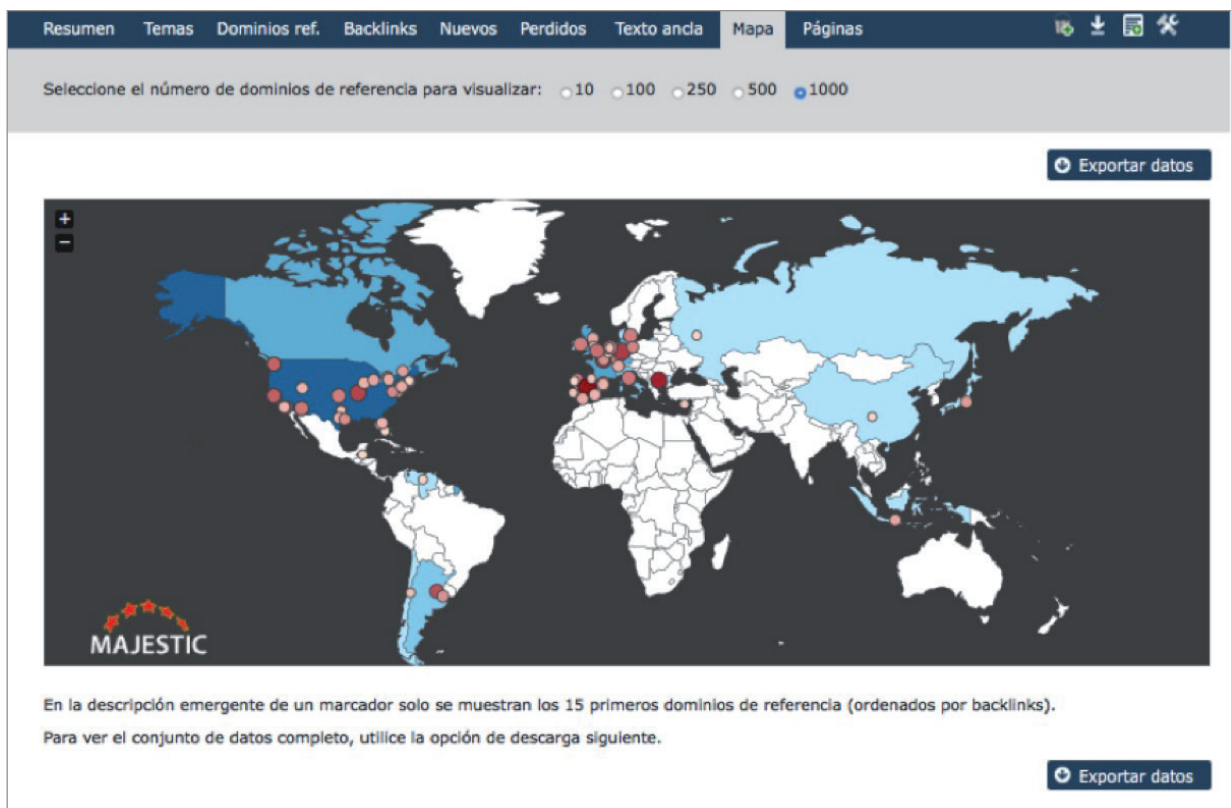 Resumen Temas Dominios ref. Backlinks Nuevos Perdidos Texto ancla Mapa Páginas
Seleccione el número de dominios de referencia para visualizar: 10 100 250 500 1000
Exportar datos
+
−
MAJESTIC
En la descripción emergente de un marcador solo se muestran los 15 primeros dominios de referencia (ordenados por backlinks).
Para ver el conjunto de datos completo, utilice la opción de descarga siguiente.
Exportar datos